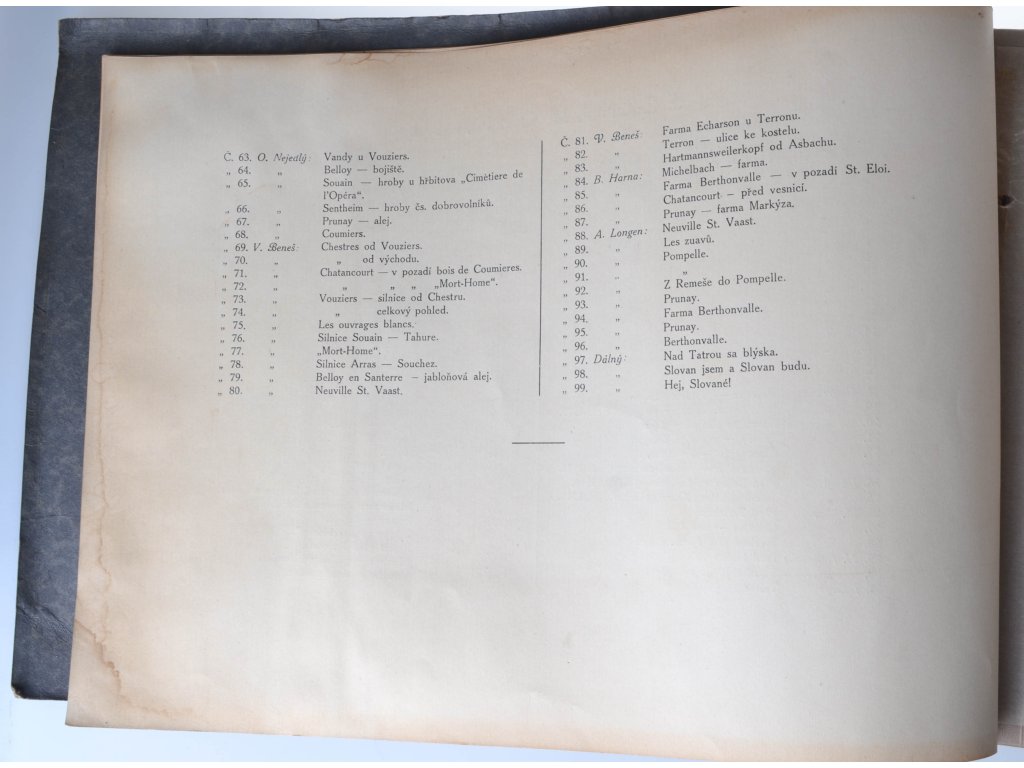 Č. 63. O. Nejedlý: Vandy u Vouziers.
„ 64. „ Belloy — bojiště.
„ 65. „ Souain — hroby u hřbitova „Cimètiere de
l'Opéra“.
„ 66. „ Sentheim — hroby čs. dobrovolníků.
„ 67. „ Prunay — alej.
„ 68. „ Coumiers.
„ 69. V. Beneš: Chestres od Vouziers.
„ 70. „ „ od východu.
„ 71. „ Chatancourt — v pozadí bois de Coumieres.
„ 72. „ „ „ „ „Mort-Home“.
„ 73. „ Vouziers — silnice od Chestru.
„ 74. „ „ celkový pohled.
„ 75. „ Les ouvrages blancs.
„ 76. „ Silnice Souain — Tahure.
„ 77. „ „Mort-Home“.
„ 78. „ Silnice Arras — Souchez.
„ 79. „ Belloy en Santerre – jabloňová alej.
„ 80. „ Neuville St. Vaast.
Č. 81. V. Beneš: Farma Echarson u Terronu.
„ 82. „ Terron — ulice ke kostelu.
„ 83. „ Hartmannsweilerkopf od Asbachu.
„ 84. B. Harna: Michelbach — farma.
„ 85. „ Farma Berthonvalle — v pozadí St. Eloi.
„ 86. „ Chatancourt – před vesnicí.
„ 87. „ Prunay — farma Markýza.
„ 88. A. Longen: Neuville St. Vaast.
„ 89. „ Les zuavů.
„ 90. „ Pompelle.
„ 91. „ „
„ 92. „ Z Remeše do Pompelle.
„ 93. „ Prunay.
„ 94. „ Farma Berthonvalle.
„ 95. „ Prunay.
„ 96. „ Berthonvalle.
„ 97. Dálný: Nad Tatrou sa blýska.
„ 98. „ Slovan jsem a Slovan budu.
„ 99. „ Hej, Slované!